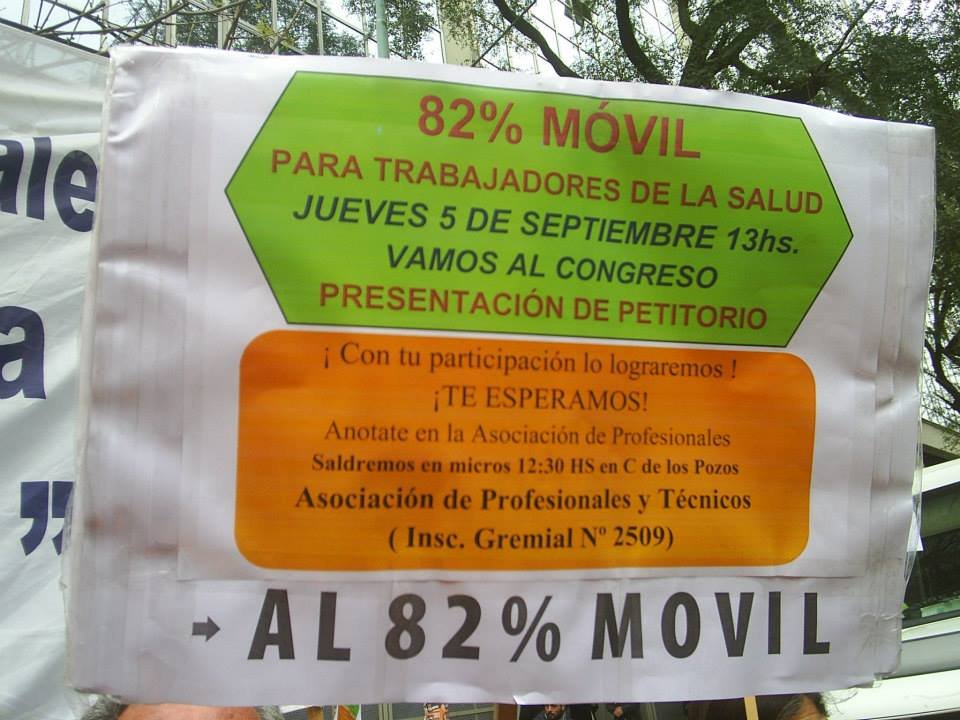 82% MÓVIL
PARA TRABAJADORES DE LA SALUD
JUEVES 5 DE SEPTIEMBRE 13hs.
VAMOS AL CONGRESO
PRESENTACIÓN DE PETITORIO
¡ Con tu participación lo lograremos !
¡TE ESPERAMOS!
Anotate en la Asociación de Profesionales
Saldremos en micros 12:30 HS en C de los Pozos
Asociación de Profesionales y Técnicos
( Insc. Gremial Nº 2509)
→ AL 82% MOVIL
ale
a
”